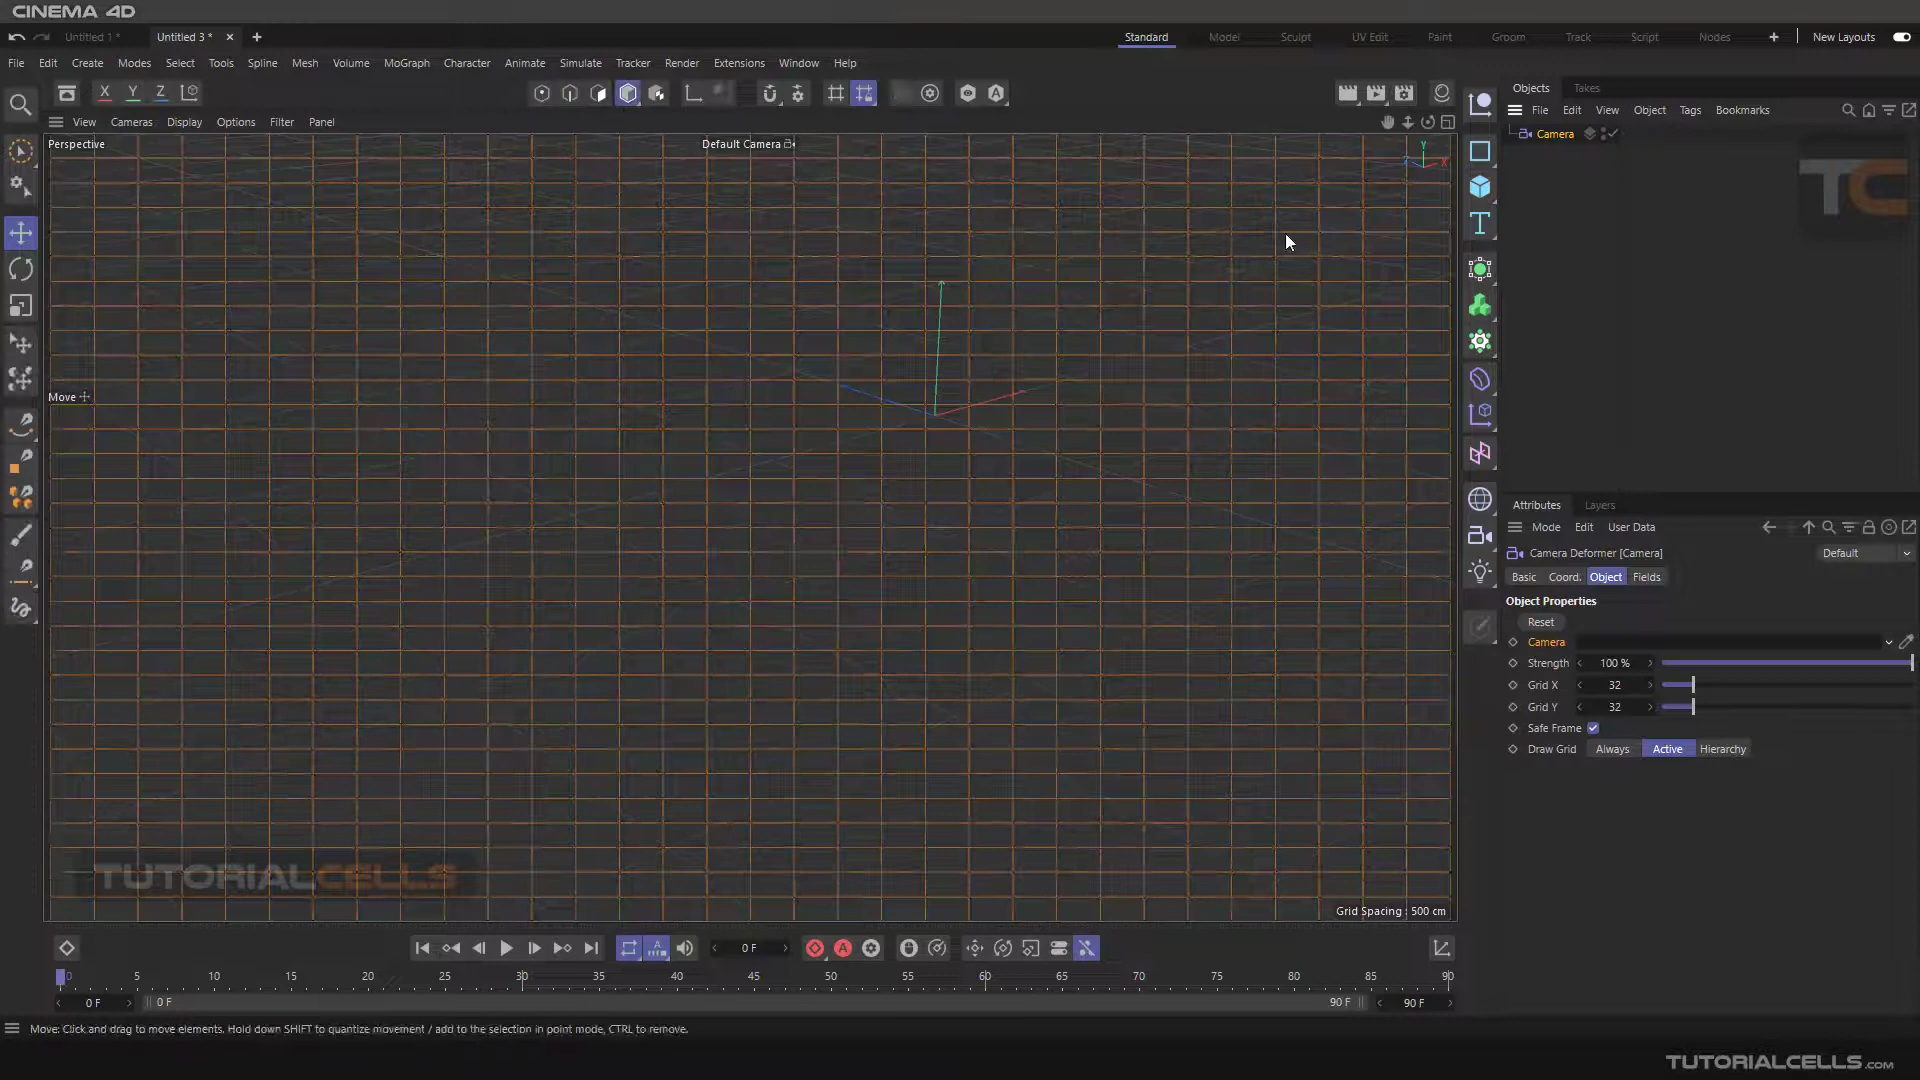 CINEMA 4D
Untitled 1 *
Untitled 3 *
Standard
Model
Sculpt
UV Edit
Paint
Groom
Track
Script
Nodes
New Layouts
File Edit Create Modes Select Tools Spline Mesh Volume MoGraph Character Animate Simulate Tracker Render Extensions Window Help
X Y Z
Objects Takes
View Cameras Display Options Filter Panel
File Edit View Object Tags Bookmarks
Perspective
Default Camera
Y
X
Z
Camera
TC
Move
Attributes Layers
Mode Edit User Data
Camera Deformer [Camera]
Default
Basic Coord. Object Fields
Object Properties
Reset
Camera
Strength 100 %
Grid X 32
Grid Y 32
Safe Frame
Draw Grid Always Active Hierarchy
TUTORIALCELLS
Grid Spacing : 500 cm
0 F
0 5 10 15 20 25 30 35 40 45 50 55 60 65 70 75 80 85 90
0 F 0 F 90 F 90 F
Move: Click and drag to move elements. Hold down SHIFT to quantize movement / add to the selection in point mode, CTRL to remove.
TUTORIALCELLS.COM